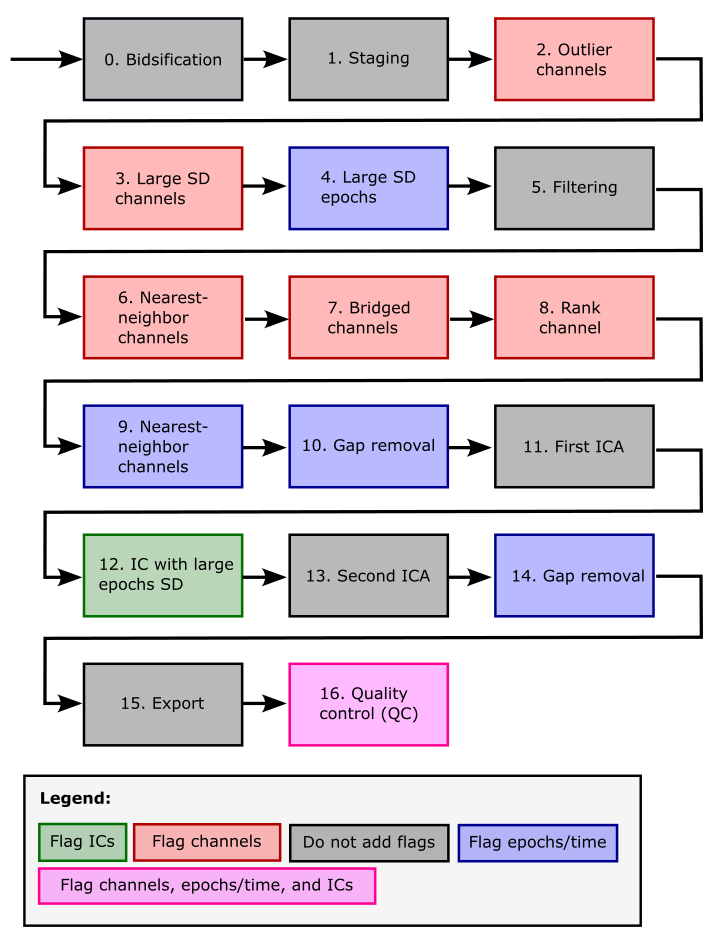 0. Bidsification
1. Staging
2. Outlier
channels
3. Large SD
channels
4. Large SD
epochs
5. Filtering
6. Nearest-
neighbor
channels
7. Bridged
channels
8. Rank
channel
9. Nearest-
neighbor
channels
10. Gap removal
11. First ICA
12. IC with large
epochs SD
13. Second ICA
14. Gap removal
15. Export
16. Quality
control (QC)
Legend:
Flag ICs
Flag channels
Do not add flags
Flag epochs/time
Flag channels, epochs/time, and ICs